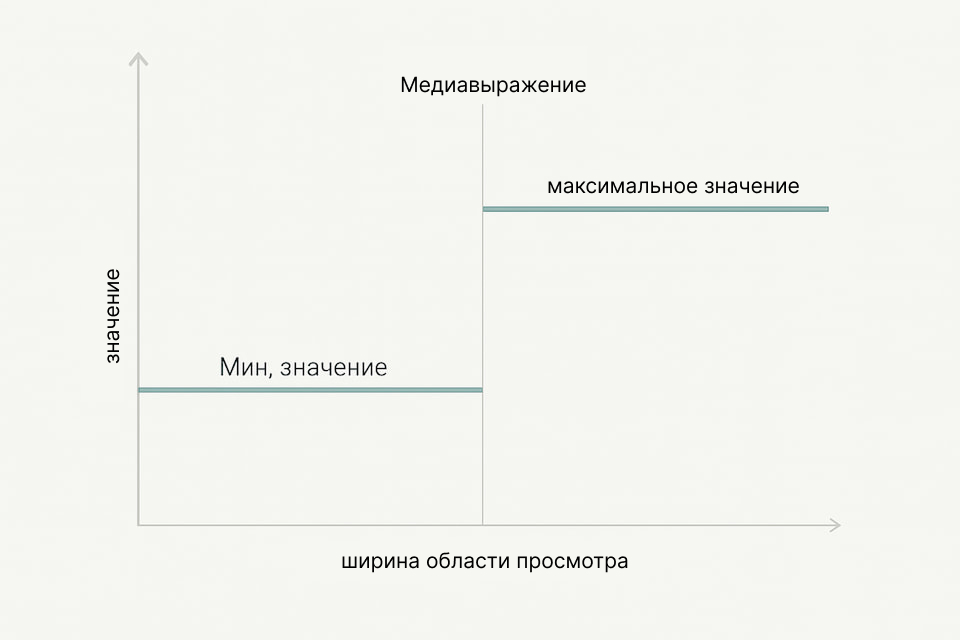 Медиавыражение
максимальное значение
значение
Мин, значение
ширина области просмотра